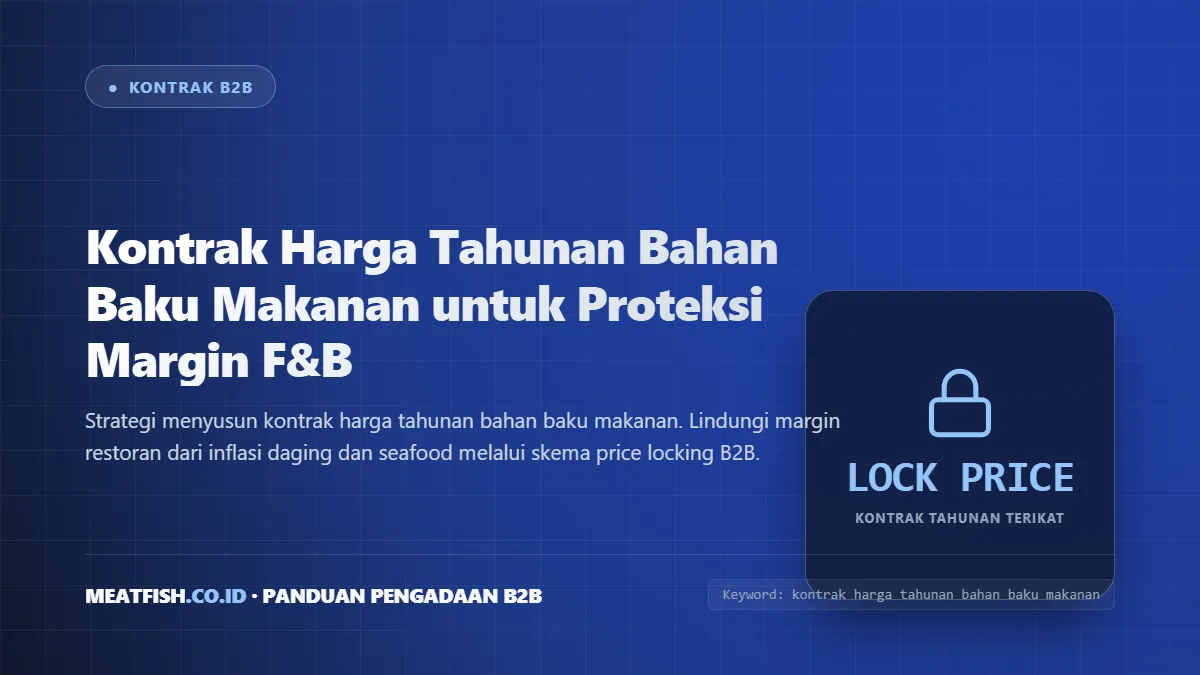 • KONTRAK B2B
Kontrak Harga Tahunan Bahan
Baku Makanan untuk Proteksi
Margin F&B
Strategi menyusun kontrak harga tahunan bahan baku makanan. Lindungi margin
restoran dari inflasi daging dan seafood melalui skema price locking B2B.
LOCK PRICE
KONTRAK TAHUNAN TERIKAT
MEATFISH.CO.ID · PANDUAN PENGADAAN B2B
Keyword: kontrak harga tahunan bahan baku makanan